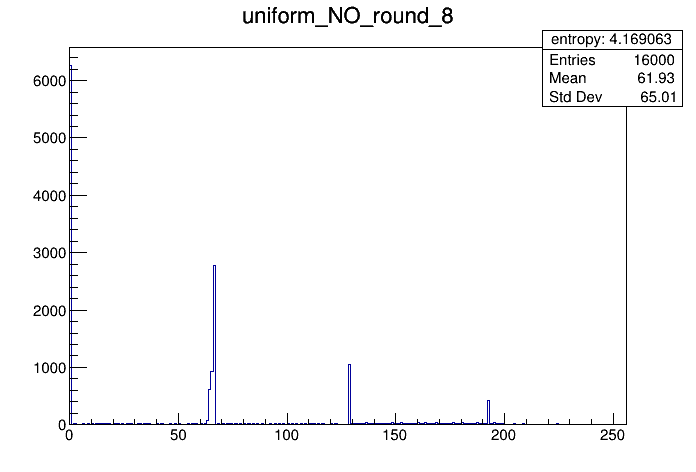 uniform_NO_round_8
entropy: 4.169063
Entries 16000
Mean 61.93
Std Dev 65.01
6000
5000
4000
3000
2000
1000
0
0 50 100 150 200 250